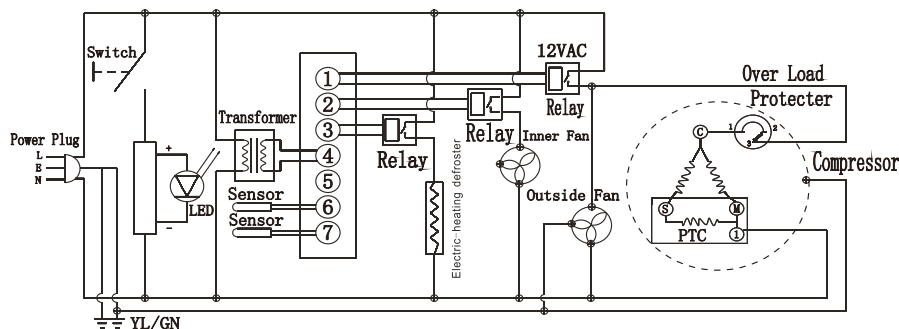 Switch
Power Plug
L
E
N
+
LED
-
Transformer
Sensor
Sensor
YL/GN
1
2
3
4
5
6
7
Relay
Electric-heating defroster
Relay
Inner Fan
12VAC
Relay
Outside Fan
Over Load
Protecter
1
2
3
C
S
M
PTC
1
Compressor